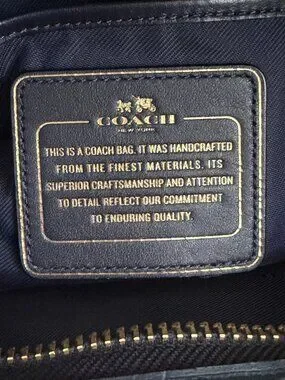 COACH
NEW YORK
THIS IS A COACH BAG. IT WAS HANDCRAFTED
FROM THE FINEST MATERIALS. ITS
SUPERIOR CRAFTSMANSHIP AND ATTENTION
TO DETAIL REFLECT OUR COMMITMENT
TO ENDURING QUALITY.